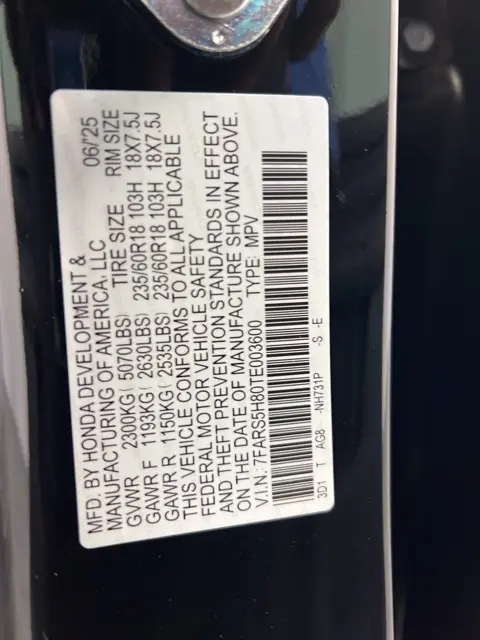 MFD. BY HONDA DEVELOPMENT &
MANUFACTURING OF AMERICA, LLC 06/'25
GVWR 2300KG ( 5070LBS) TIRE SIZE RIM SIZE
GAWR F 1193KG ( 2630LBS) 235/60R18 103H 18X7.5J
GAWR R 1150KG ( 2535LBS) 235/60R18 103H 18X7.5J
THIS VEHICLE CONFORMS TO ALL APPLICABLE
FEDERAL MOTOR VEHICLE SAFETY
AND THEFT PREVENTION STANDARDS IN EFFECT
ON THE DATE OF MANUFACTURE SHOWN ABOVE.
V.I.N.: 7FARS5H80TE003600 TYPE: MPV
3D1 T AG8 -NH731P -S -E